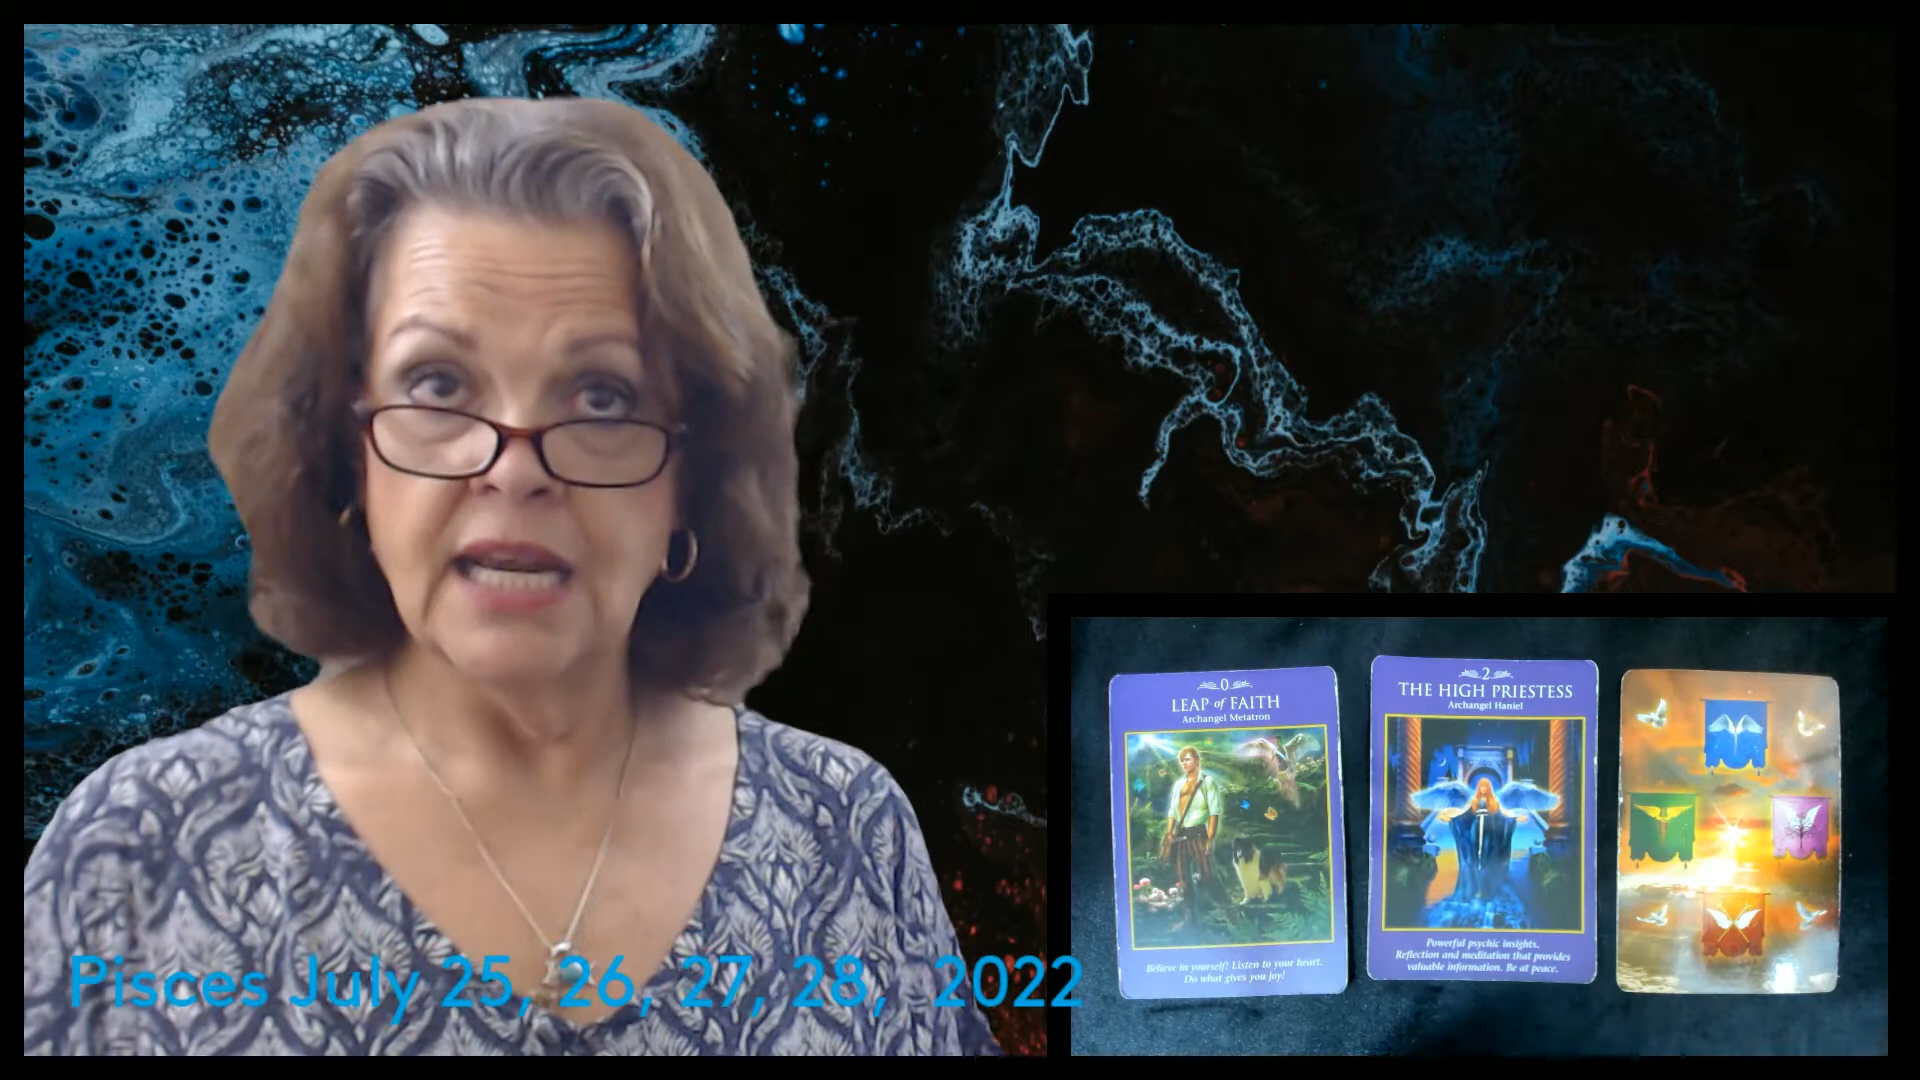 Pisces July 25, 26, 27, 28, 2022
0
LEAP of FAITH
Archangel Metatron
Believe in yourself! Listen to your heart.
Do what gives you joy!
2
THE HIGH PRIESTESS
Archangel Haniel
Powerful psychic insights.
Reflection and meditation that provides
valuable information. Be at peace.